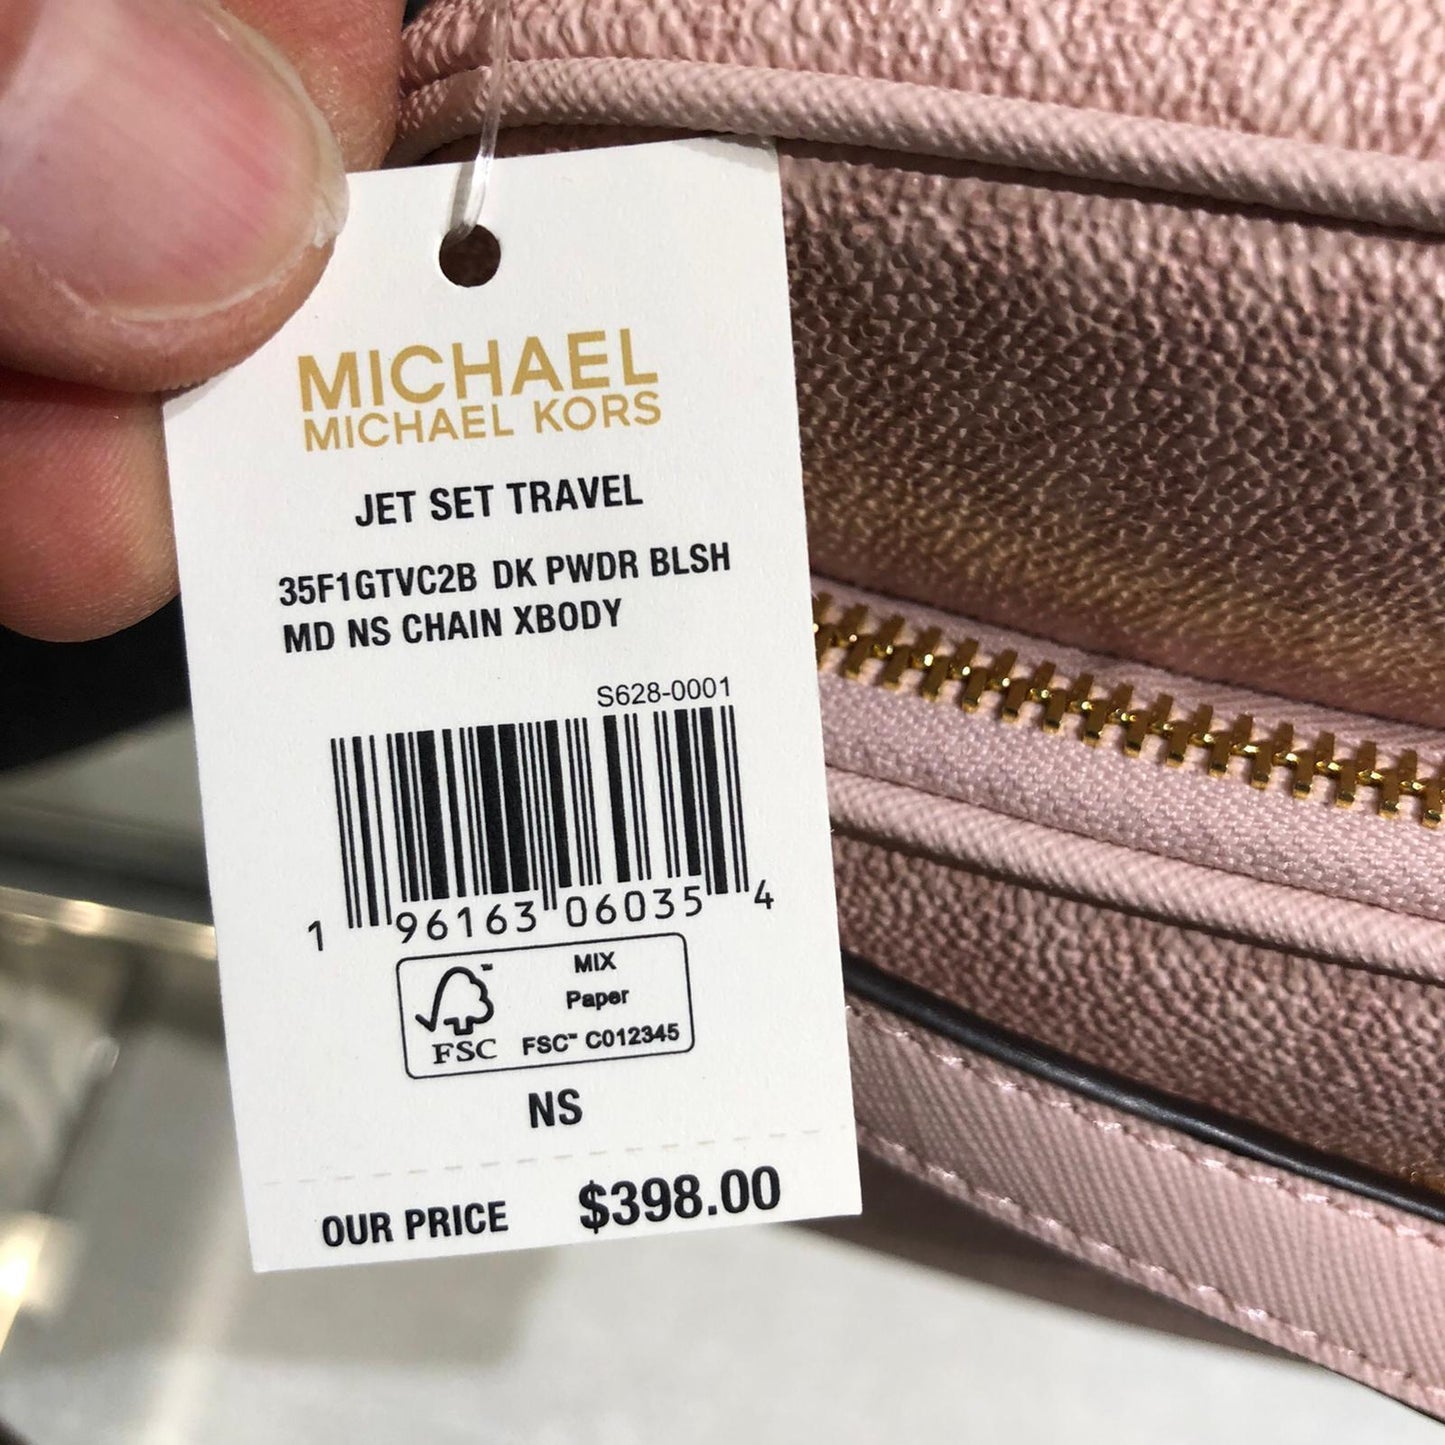 MICHAEL
MICHAEL KORS
JET SET TRAVEL
35F1GTVC2B DK PWDR BLSH
MD NS CHAIN XBODY
S628-0001
1 96163 06035 4
FSC
MIX
Paper
FSC™ C012345
NS
OUR PRICE $398.00